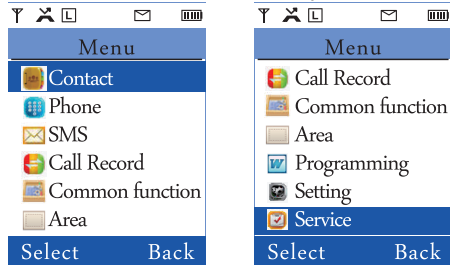 L
Menu
Contact
Phone
SMS
Call Record
Common function
Area
Select Back
L
Menu
Call Record
Common function
Area
Programming
Setting
Service
Select Back